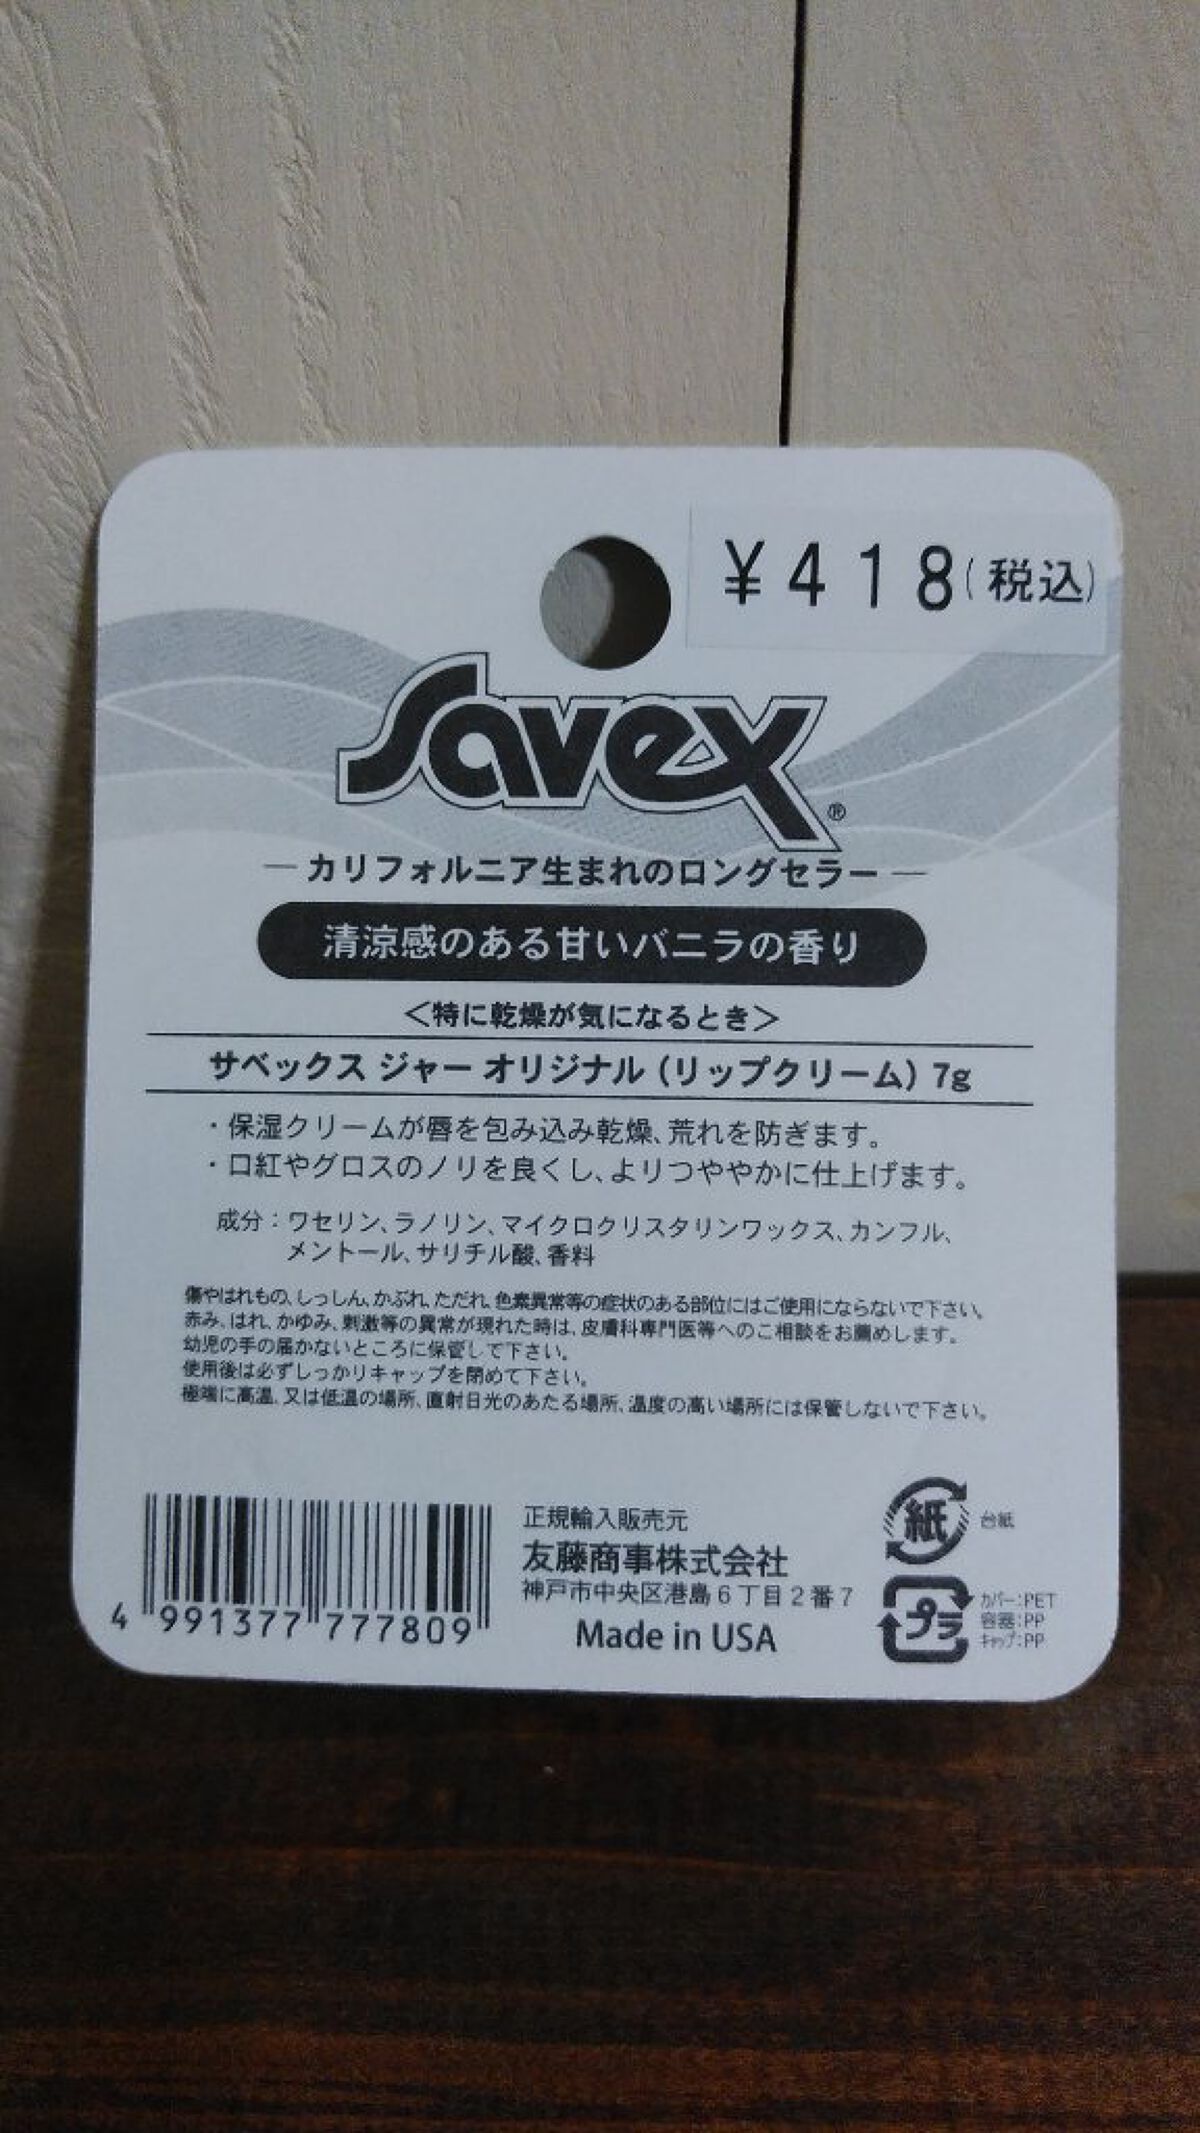 ¥418(税込)
Savex®
― カリフォルニア生まれのロングセラー ―
清涼感のある甘いバニラの香り
＜特に乾燥が気になるとき＞
サベックス ジャー オリジナル（リップクリーム）7g
・保湿クリームが唇を包み込み乾燥、荒れを防ぎます。
・口紅やグロスのノリを良くし、よりつややかに仕上げます。
成分：ワセリン、ラノリン、マイクロクリスタリンワックス、カンフル、
メントール、サリチル酸、香料
傷やはれもの、しっしん、かぶれ、ただれ、色素異常等の症状のある部位にはご使用にならないで下さい。
赤み、はれ、かゆみ、刺激等の異常が現れた時は、皮膚科専門医等へのご相談をお薦めします。
幼児の手の届かないところに保管して下さい。
使用後は必ずしっかりキャップを閉めて下さい。
極端に高温、又は低温の場所、直射日光のあたる場所、温度の高い場所には保管しないで下さい。
4 991377 777809
正規輸入販売元
友藤商事株式会社
神戸市中央区港島6丁目2番7
Made in USA
紙 台紙
プラ
カバー:PET
容器:PP
キャップ:PP